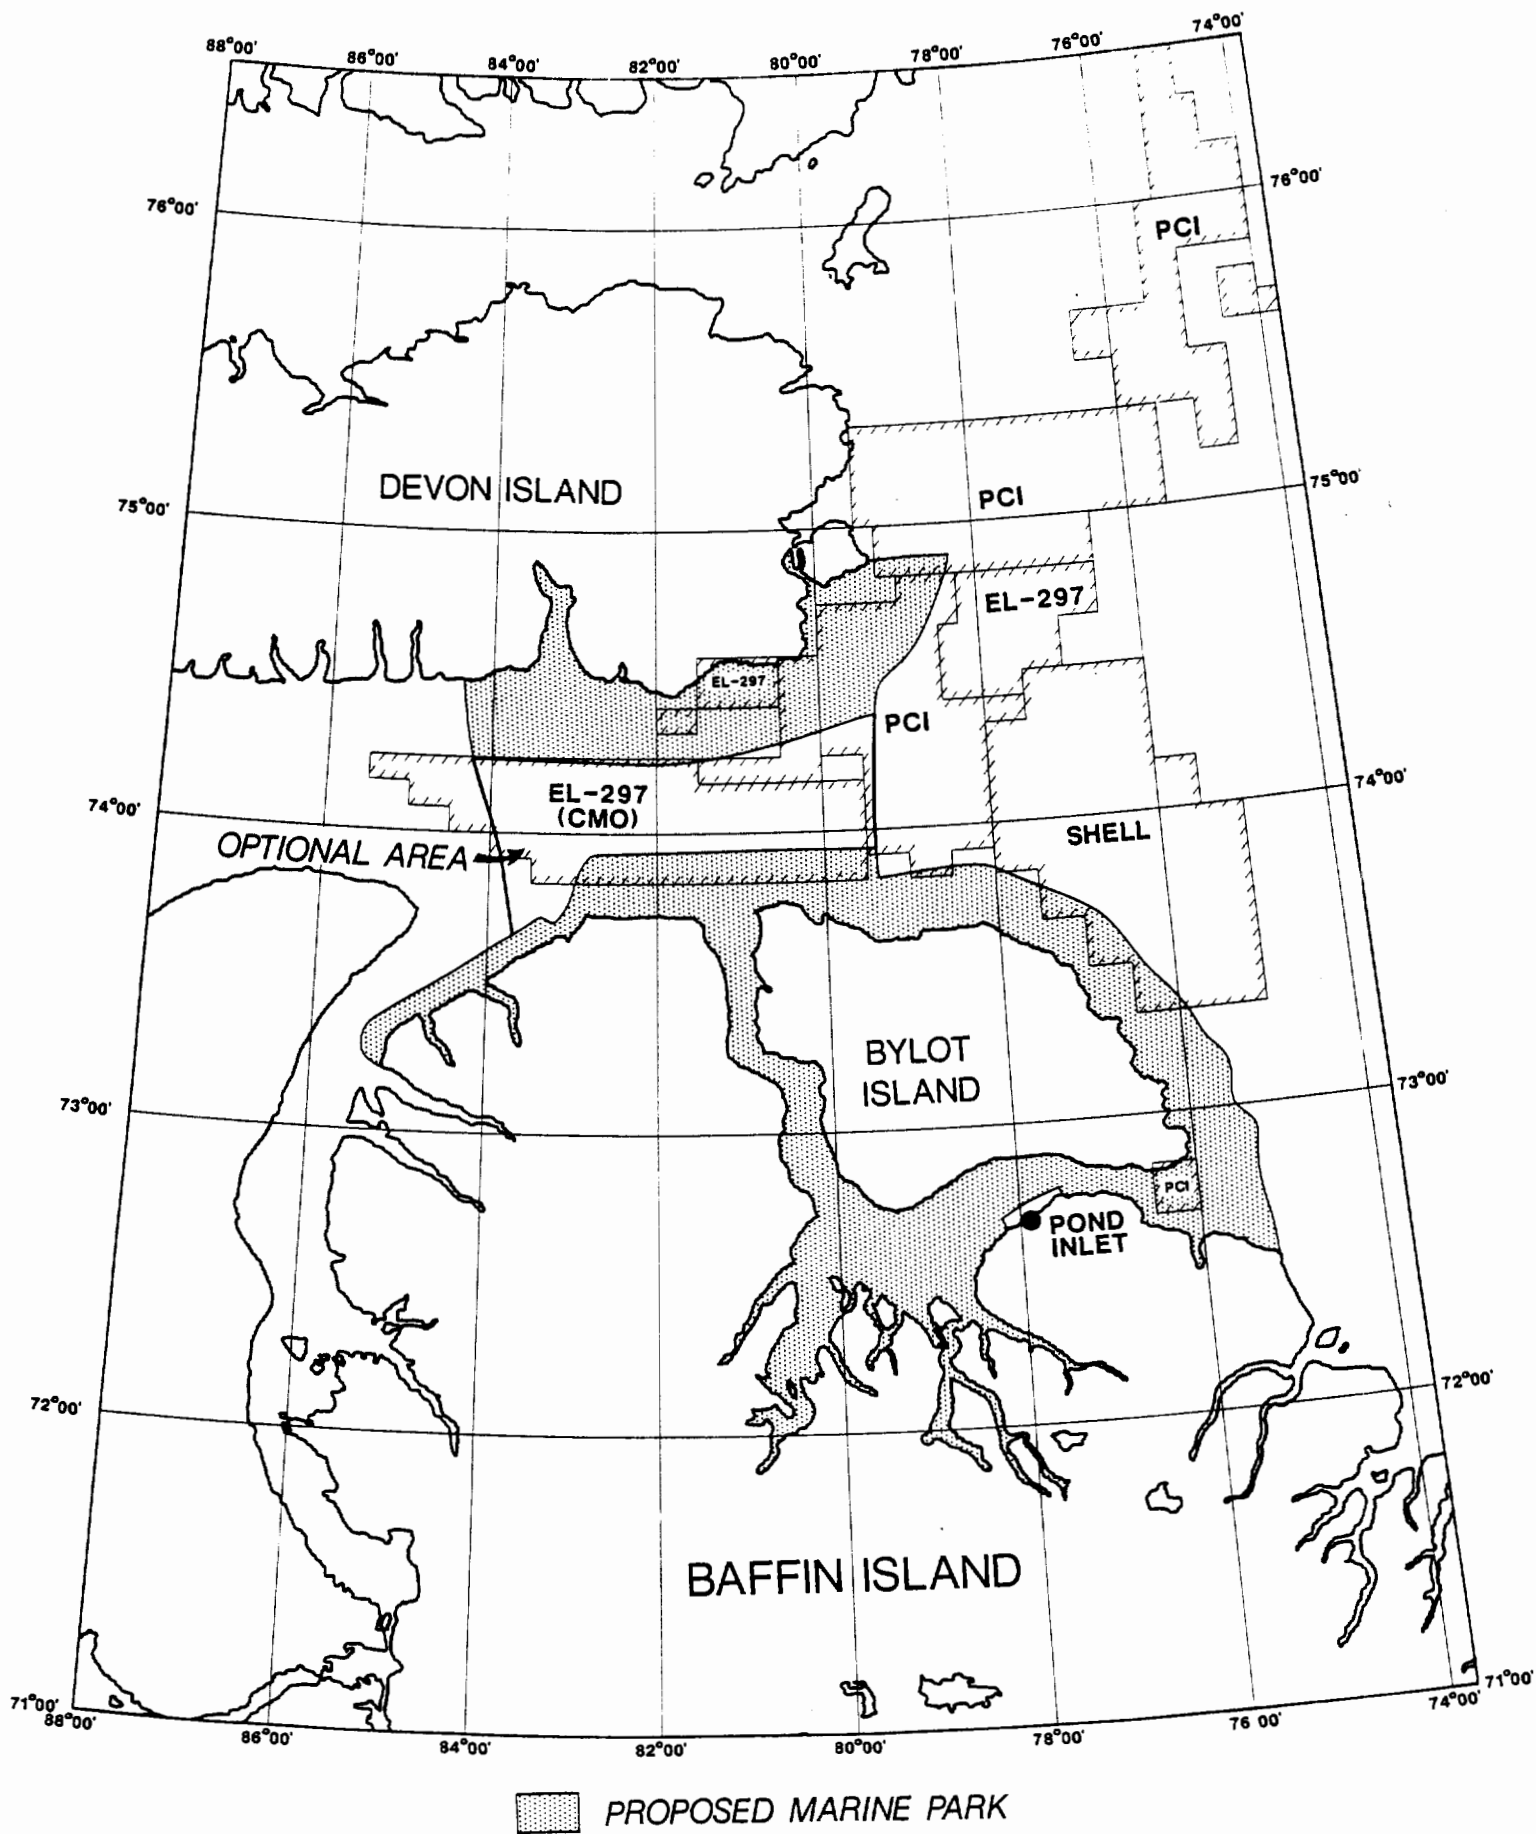 88°00'
86°00'
84°00'
82°00'
80°00'
78°00'
76°00'
74°00'
76°00'
76°00'
PCI
DEVON ISLAND
75°00'
PCI
75°00'
EL-297
EL-297
PCI
74°00'
EL-297
(CMO)
74°00'
SHELL
OPTIONAL AREA
BYLOT
ISLAND
73°00'
73°00'
PCI
POND
INLET
72°00'
72°00'
BAFFIN ISLAND
71°00'
71°00'
88°00'
86°00'
84°00'
82°00'
80°00'
78°00'
76 00'
74°00'
PROPOSED MARINE PARK